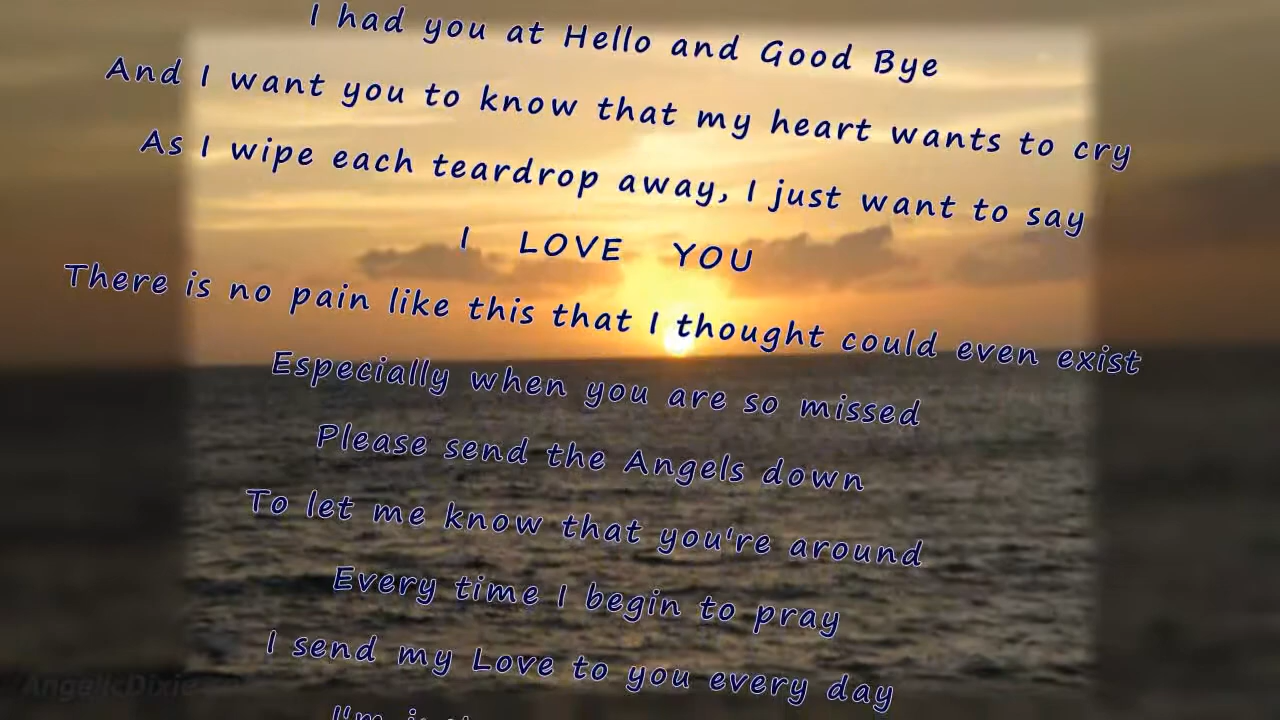 I had you at Hello and Good Bye
And I want you to know that my heart wants to cry
As I wipe each teardrop away, I just want to say
I LOVE YOU
There is no pain like this that I thought could even exist
Especially when you are so missed
Please send the Angels down
To let me know that you're around
Every time I begin to pray
I send my Love to you every day
I'm
AngelicDixie